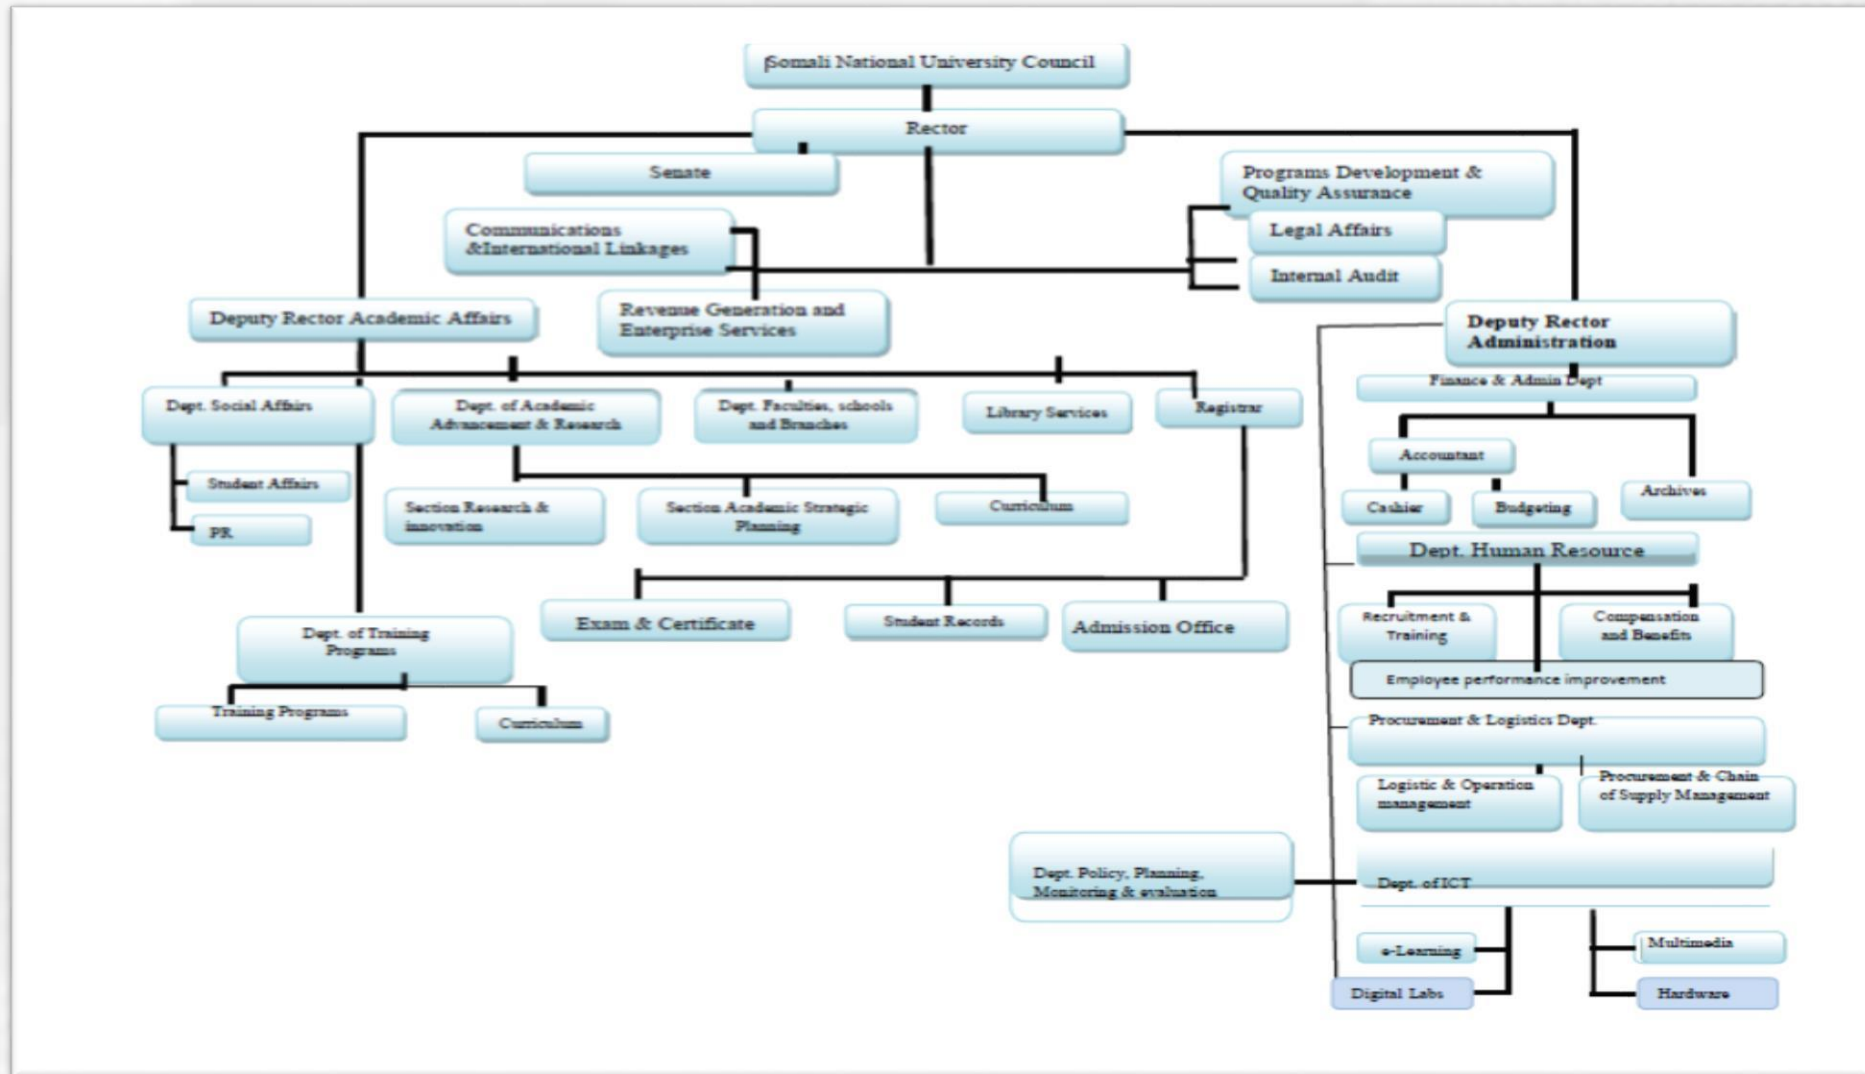 Somali National University Council
Rector
Senate
Programs Development &
Quality Assurance
Communications
&International Linkages
Legal Affairs
Internal Audit
Deputy Rector Academic Affairs
Revenue Generation and
Enterprise Services
Deputy Rector
Administration
Finance & Admin Dept
Dept. Social Affairs
Dept. of Academic
Advancement & Research
Dept. Faculties, schools
and Branches
Library Services
Registrar
Accountant
Student Affairs
Section Research &
innovation
Section Academic Strategic
Planning
Curriculum
Cashier
Budgeting
Archives
PR
Dept. Human Resource
Exam & Certificate
Student Records
Admission Office
Recruitment &
Training
Compensation
and Benefits
Dept. of Training
Programs
Employee performance improvement
Training Programs
Curriculum
Procurement & Logistics Dept.
Logistic & Operation
management
Procurement & Chain
of Supply Management
Dept. Policy, Planning,
Monitoring & evaluation
Dept. of ICT
e-Learning
Multimedia
Digital Labs
Hardware